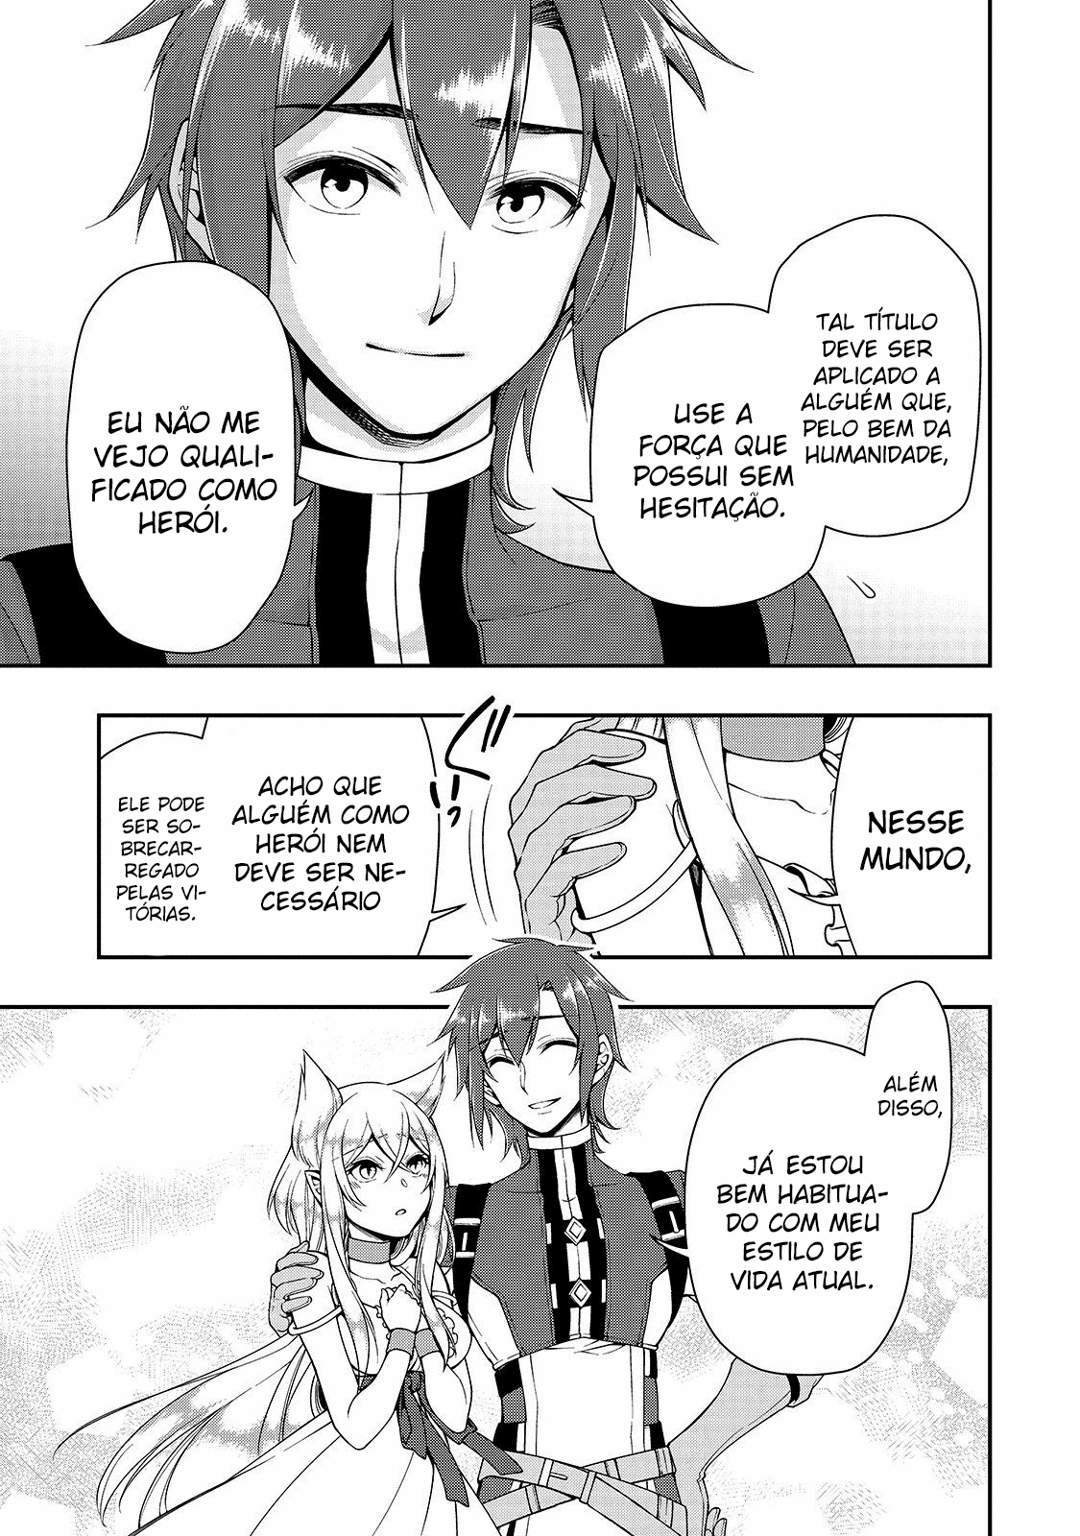 TAL TÍTULO
DEVE SER
APLICADO A
ALGUÉM QUE,
PELO BEM DA
HUMANIDADE,
USE A
FORÇA QUE
POSSUI SEM
HESITAÇÃO.
EU NÃO ME
VEJO QUALI-
FICADO COMO
HERÓI.
NESSE
MUNDO,
ACHO QUE
ALGUÉM COMO
HERÓI NEM
DEVE SER NE-
CESSÁRIO
ELE PODE
SER SO-
BRECAR-
REGADO
PELAS VI-
TÓRIAS.
ALÉM
DISSO,
JÁ ESTOU
BEM HABITUA-
DO COM MEU
ESTILO DE
VIDA ATUAL.